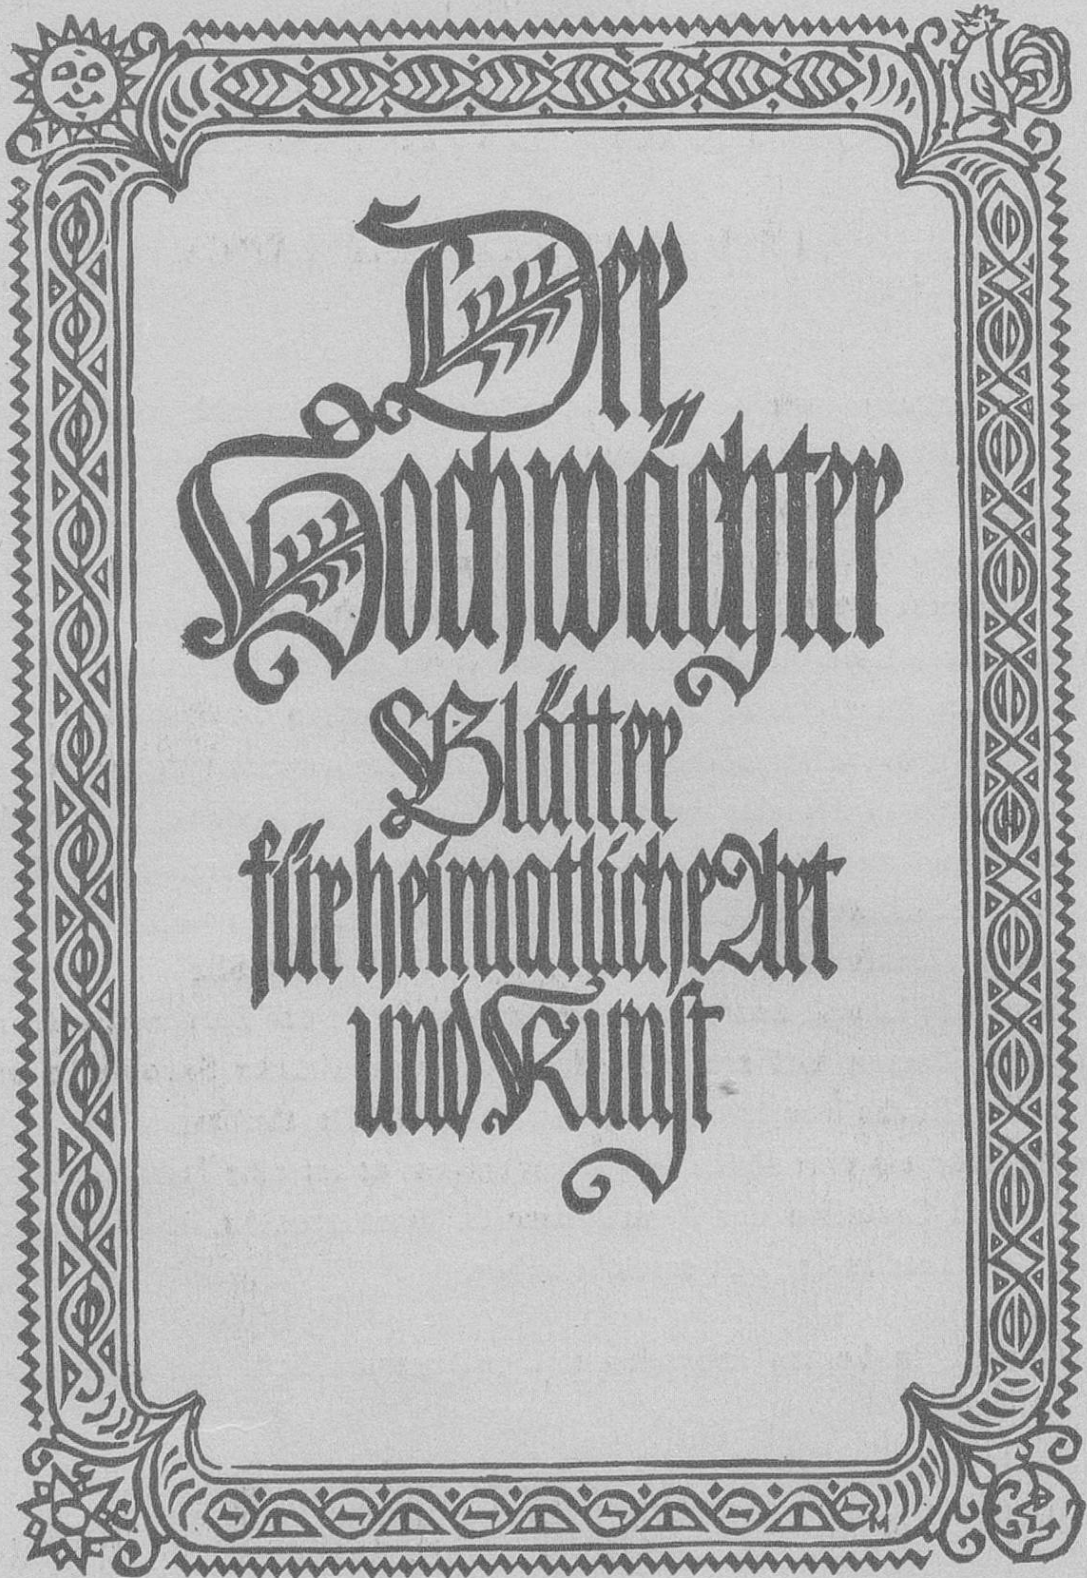 Der
Hochwächter
Blätter
für heimatliche Art
und Kunst